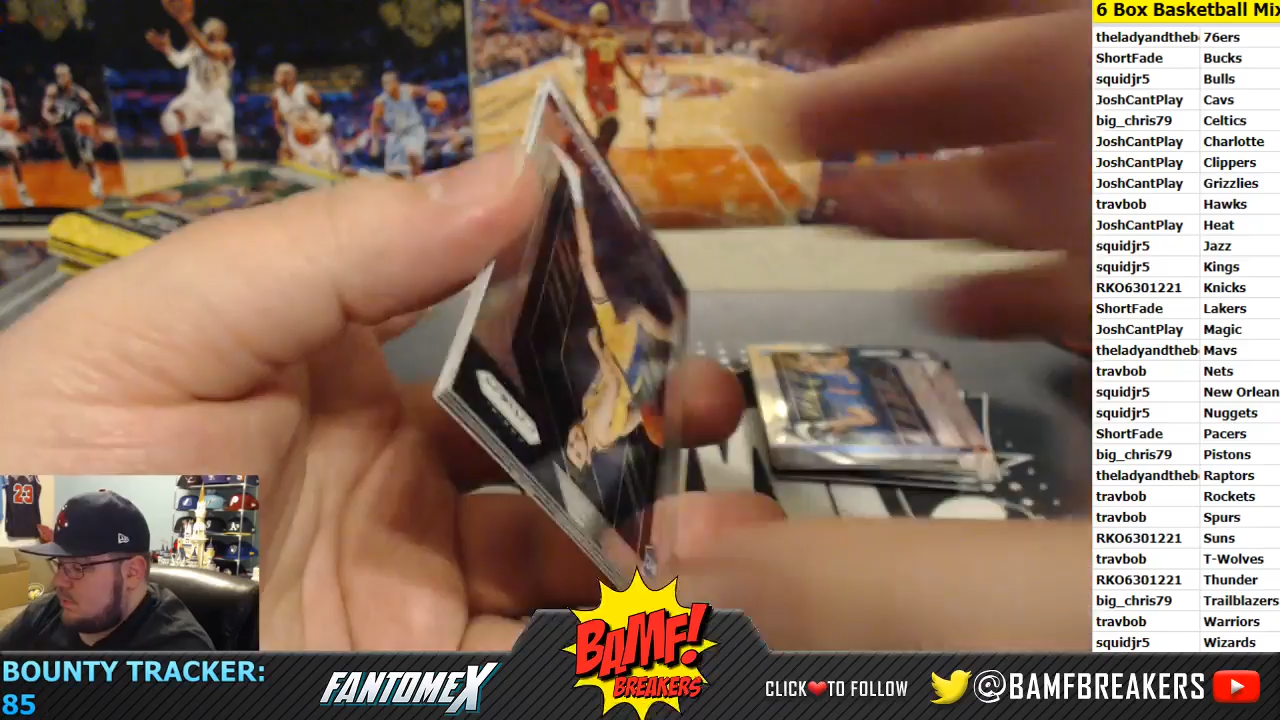 6 Box Basketball Mix
theladyandtheb 76ers
ShortFade Bucks
squidjr5 Bulls
JoshCantPlay Cavs
big_chris79 Celtics
JoshCantPlay Charlotte
JoshCantPlay Clippers
JoshCantPlay Grizzlies
travbob Hawks
JoshCantPlay Heat
squidjr5 Jazz
squidjr5 Kings
RKO6301221 Knicks
ShortFade Lakers
JoshCantPlay Magic
theladyandtheb Mavs
travbob Nets
squidjr5 New Orlean
squidjr5 Nuggets
ShortFade Pacers
big_chris79 Pistons
theladyandtheb Raptors
travbob Rockets
travbob Spurs
RKO6301221 Suns
travbob T-Wolves
RKO6301221 Thunder
big_chris79 Trailblazers
travbob Warriors
squidjr5 Wizards
23
BOUNTY TRACKER:
85
FANTOMEX
BAMF!
BREAKERS
CLICK❤TO FOLLOW
@BAMFBREAKERS